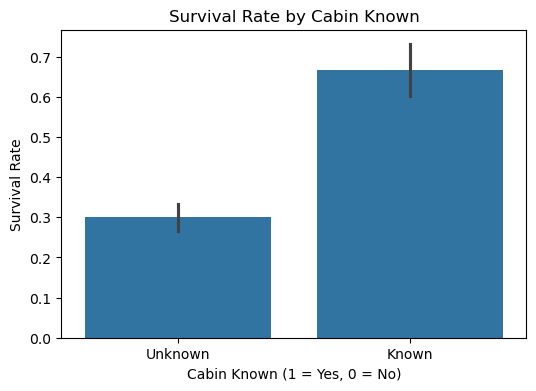 Survival Rate by Cabin Known
Survival Rate
0.7
0.6
0.5
0.4
0.3
0.2
0.1
0.0
Unknown
Known
Cabin Known (1 = Yes, 0 = No)